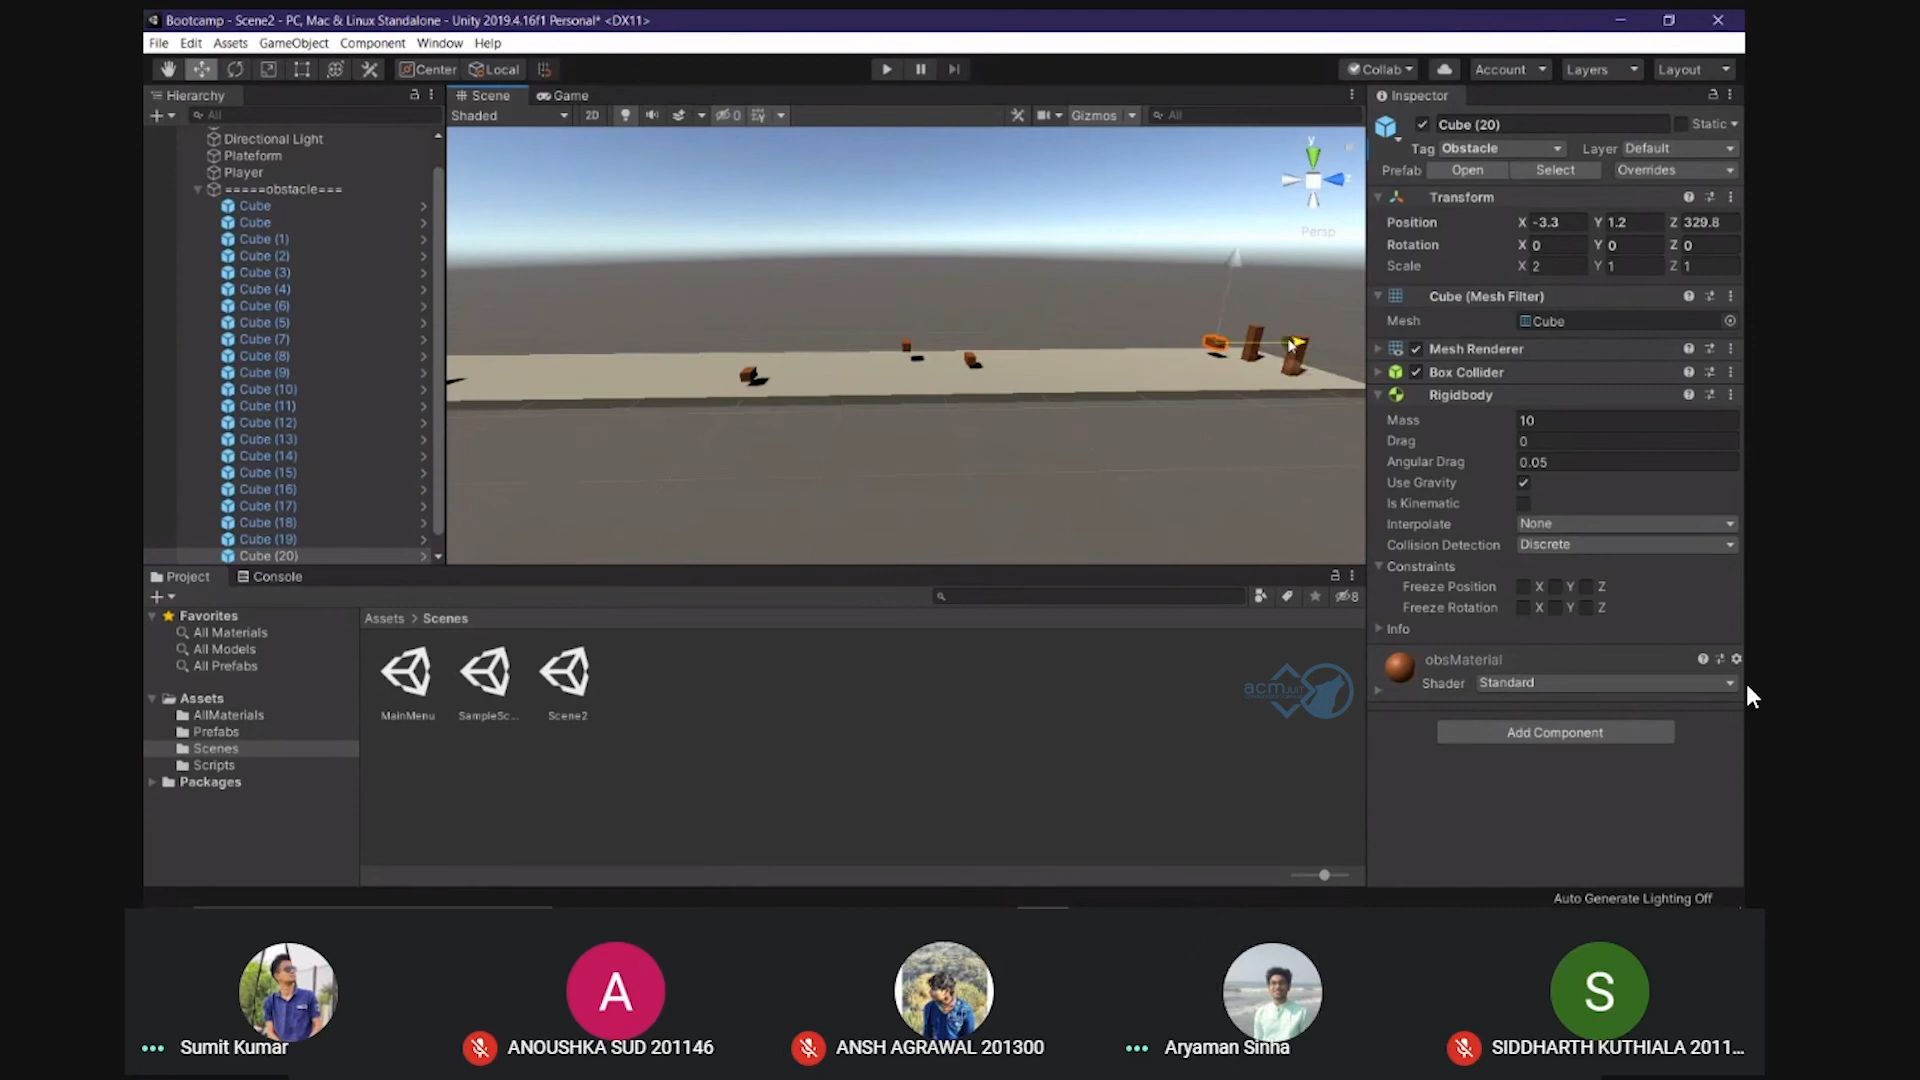 Bootcamp - Scene2 - PC, Mac & Linux Standalone - Unity 2019.4.16f1 Personal* <DX11>
File Edit Assets GameObject Component Window Help
Center Local Collab Account Layers Layout
Hierarchy
All
Directional Light
Plateform
Player
=====obstacle===
Cube
Cube
Cube (1)
Cube (2)
Cube (3)
Cube (4)
Cube (6)
Cube (5)
Cube (7)
Cube (8)
Cube (9)
Cube (10)
Cube (11)
Cube (12)
Cube (13)
Cube (14)
Cube (15)
Cube (16)
Cube (17)
Cube (18)
Cube (19)
Cube (20)
Scene Game
Shaded 2D 0 Gizmos All
y
z
Persp
Inspector
Cube (20) Static
Tag Obstacle Layer Default
Prefab Open Select Overrides
Transform
Position X -3.3 Y 1.2 Z 329.8
Rotation X 0 Y 0 Z 0
Scale X 2 Y 1 Z 1
Cube (Mesh Filter)
Mesh Cube
Mesh Renderer
Box Collider
Rigidbody
Mass 10
Drag 0
Angular Drag 0.05
Use Gravity
Is Kinematic
Interpolate None
Collision Detection Discrete
Constraints
Freeze Position X Y Z
Freeze Rotation X Y Z
Info
obsMaterial
Shader Standard
Add Component
Project Console
8
Favorites
All Materials
All Models
All Prefabs
Assets
AllMaterials
Prefabs
Scenes
Scripts
Packages
Assets > Scenes
MainMenu SampleSc... Scene2
acm
Auto Generate Lighting Off
A
S
Sumit Kumar
ANOUSHKA SUD 201146
ANSH AGRAWAL 201300
Aryaman Sinha
SIDDHARTH KUTHIALA 2011...